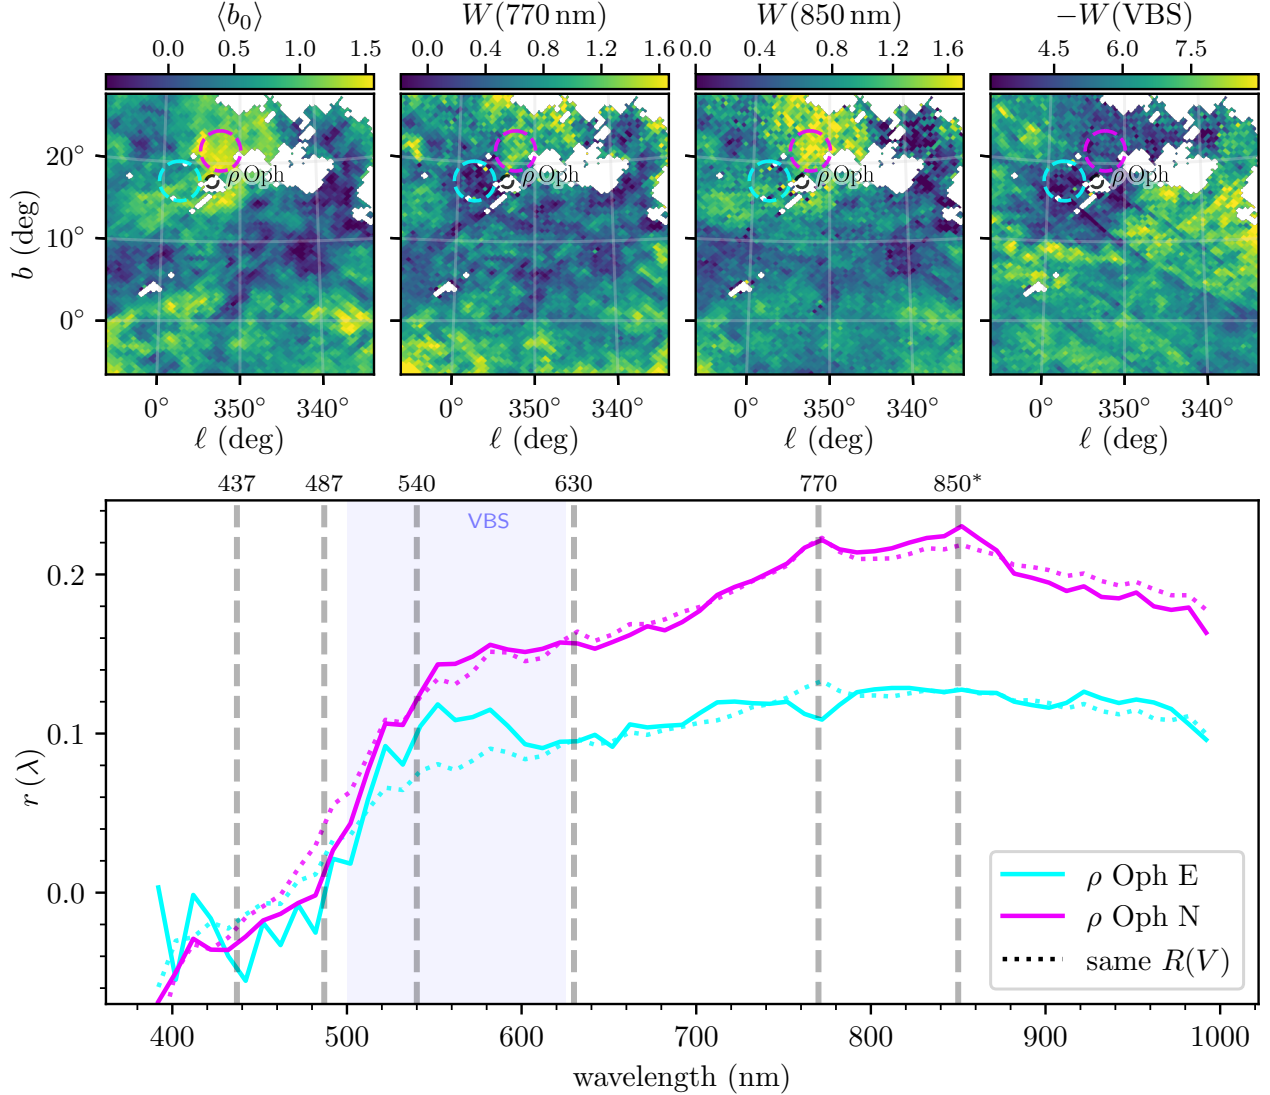 ⟨b₀⟩ W(770 nm) W(850 nm) −W(VBS)
0.0 0.5 1.0 1.5 0.0 0.4 0.8 1.2 1.6 0.0 0.4 0.8 1.2 1.6 4.5 6.0 7.5
20°
10°
0°
b (deg)
ρ Oph ρ Oph ρ Oph ρ Oph
0° 350° 340° 0° 350° 340° 0° 350° 340° 0° 350° 340°
ℓ (deg) ℓ (deg) ℓ (deg) ℓ (deg)
437 487 540 630 770 850*
VBS
0.2
0.1
0.0
r (λ)
ρ Oph E
ρ Oph N
same R(V)
400 500 600 700 800 900 1000
wavelength (nm)